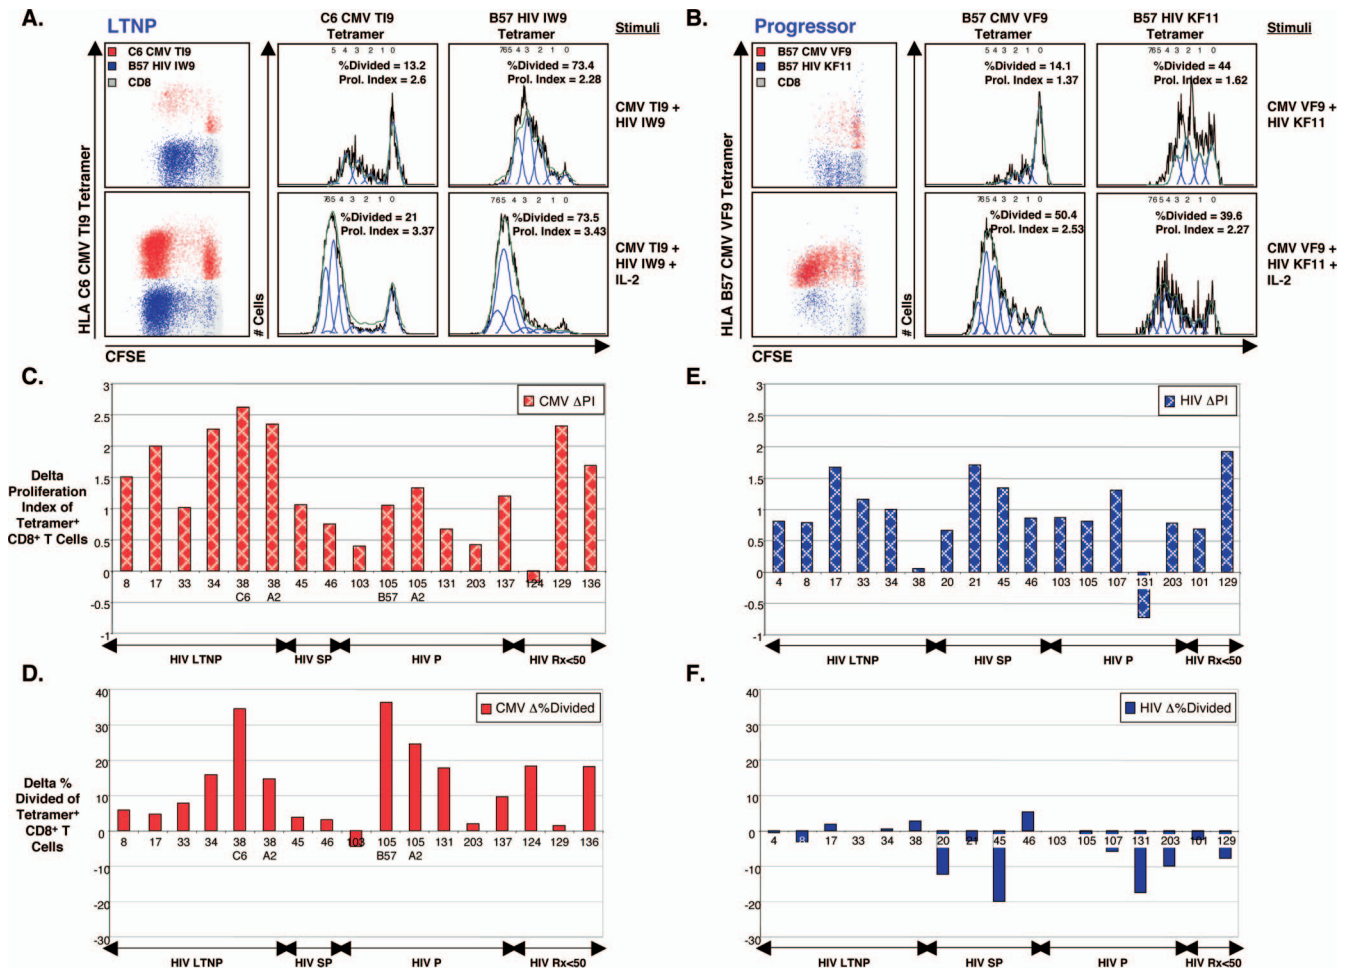 A.
LTNP
C6 CMV TI9
Tetramer
B57 HIV IW9
Tetramer
Stimuli
C6 CMV TI9
B57 HIV IW9
CD8
5 4 3 2 1 0
%Divided = 13.2
Prol. Index = 2.6
765 4 3 2 1 0
%Divided = 73.4
Prol. Index = 2.28
CMV TI9 +
HIV IW9
765 4 3 2 1 0
%Divided = 21
Prol. Index = 3.37
765 4 3 2 1 0
%Divided = 73.5
Prol. Index = 3.43
CMV TI9 +
HIV IW9 +
IL-2
HLA C6 CMV TI9 Tetramer
# Cells
CFSE
B.
Progressor
B57 CMV VF9
Tetramer
B57 HIV KF11
Tetramer
Stimuli
B57 CMV VF9
B57 HIV KF11
CD8
5 4 3 2 1 0
%Divided = 14.1
Prol. Index = 1.37
765 4 3 2 1 0
%Divided = 44
Prol. Index = 1.62
CMV VF9 +
HIV KF11
765 4 3 2 1 0
%Divided = 50.4
Prol. Index = 2.53
765 4 3 2 1 0
%Divided = 39.6
Prol. Index = 2.27
CMV VF9 +
HIV KF11 +
IL-2
HLA B57 CMV VF9 Tetramer
# Cells
CFSE
C.
Delta
Proliferation
Index of
Tetramer+
CD8+ T Cells
3
2.5
2
1.5
1
0.5
0
-0.5
-1
CMV ΔPI
8 17 33 34 38 38 45 46 103 105 105 131 203 137 124 129 136
C6 A2 B57 A2
HIV LTNP HIV SP HIV P HIV Rx<50
E.
3
2.5
2
1.5
1
0.5
0
-0.5
-1
HIV ΔPI
4 8 17 33 34 38 20 21 45 46 103 105 107 131 203 101 129
HIV LTNP HIV SP HIV P HIV Rx<50
D.
Delta %
Divided of
Tetramer+
CD8+ T
Cells
40
30
20
10
0
-10
-20
-30
CMV Δ%Divided
8 17 33 34 38 38 45 46 103 105 105 131 203 137 124 129 136
C6 A2 B57 A2
HIV LTNP HIV SP HIV P HIV Rx<50
F.
40
30
20
10
0
-10
-20
-30
HIV Δ%Divided
4 8 17 33 34 38 20 21 45 46 103 105 107 131 203 101 129
HIV LTNP HIV SP HIV P HIV Rx<50